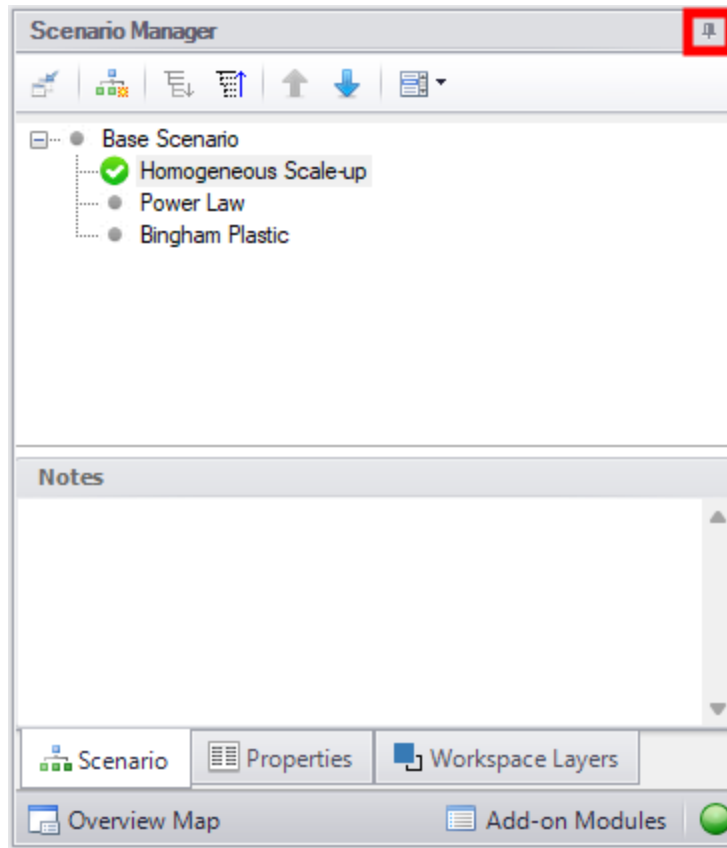 Scenario Manager
Base Scenario
Homogeneous Scale-up
Power Law
Bingham Plastic
Notes
Scenario Properties Workspace Layers
Overview Map Add-on Modules